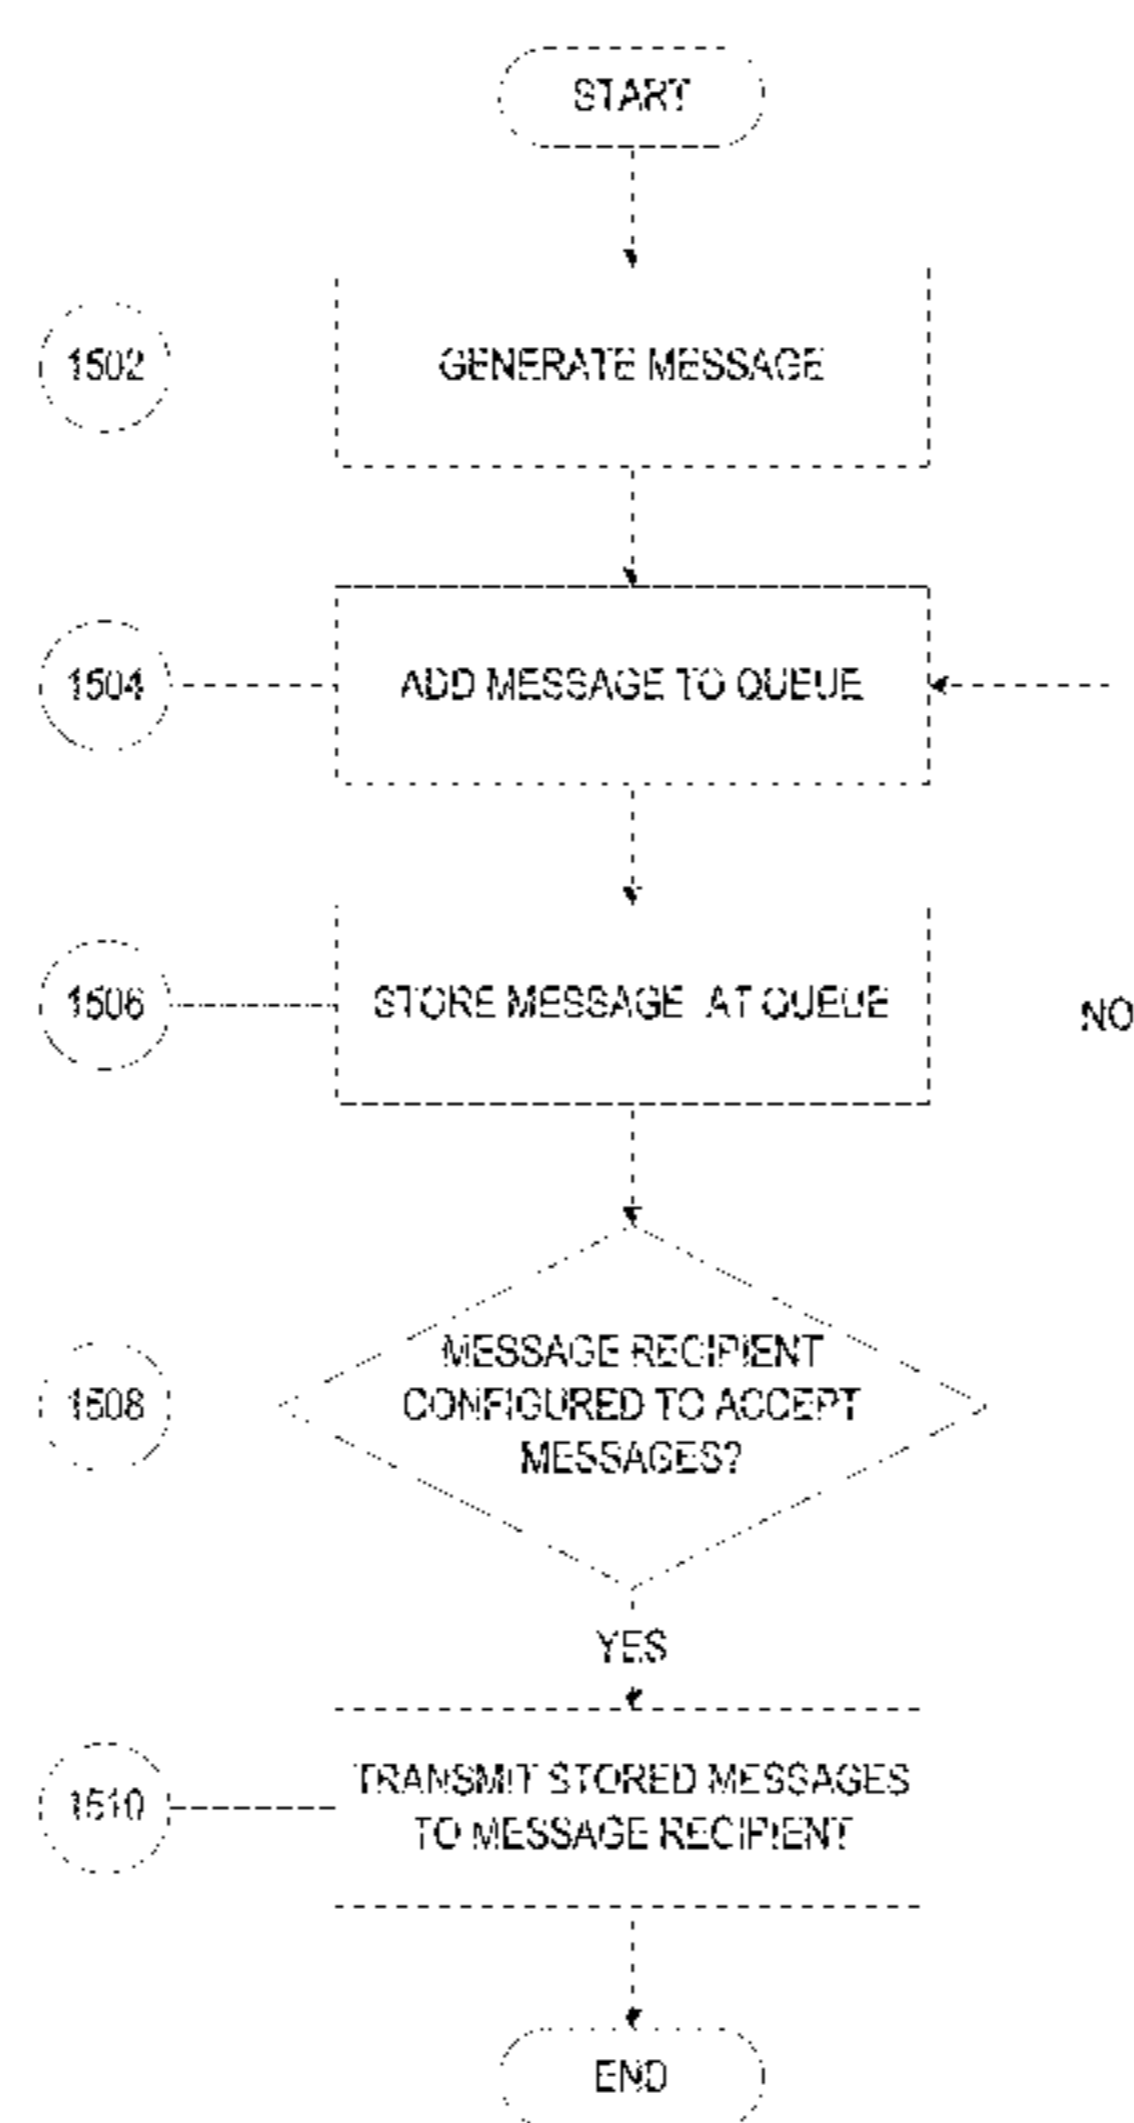 START
1502
GENERATE MESSAGE
1504
ADD MESSAGE TO QUEUE
1506
STORE MESSAGE AT QUEUE
NO
1508
MESSAGE RECIPIENT
CONFIGURED TO ACCEPT
MESSAGES?
YES
1510
TRANSMIT STORED MESSAGES
TO MESSAGE RECIPIENT
END